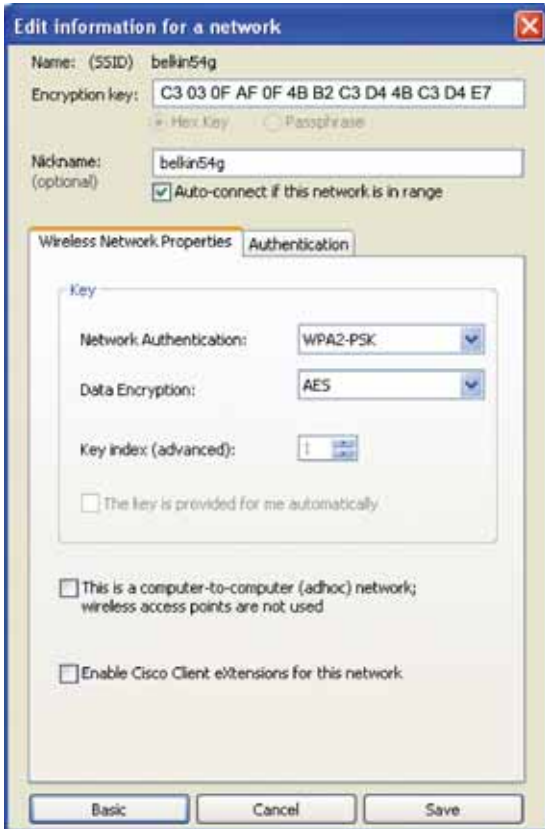 Edit information for a network
Name: (SSID) belkin54g
Encryption key: C3 03 0F AF 0F 4B B2 C3 D4 4B C3 D4 E7
Hex Key Passphrase
Nickname: belkin54g
(optional)
Auto-connect if this network is in range
Wireless Network Properties Authentication
Key
Network Authentication: WPA2-PSK
Data Encryption: AES
Key index (advanced): 1
The key is provided for me automatically
This is a computer-to-computer (adhoc) network;
wireless access points are not used
Enable Cisco Client eXtensions for this network
Basic Cancel Save